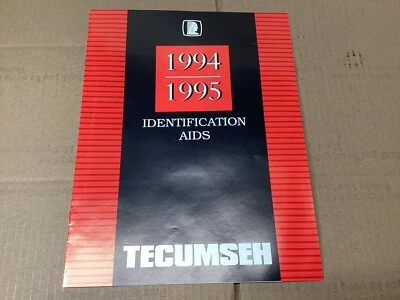 1994
1995
IDENTIFICATION
AIDS
TECUMSEH